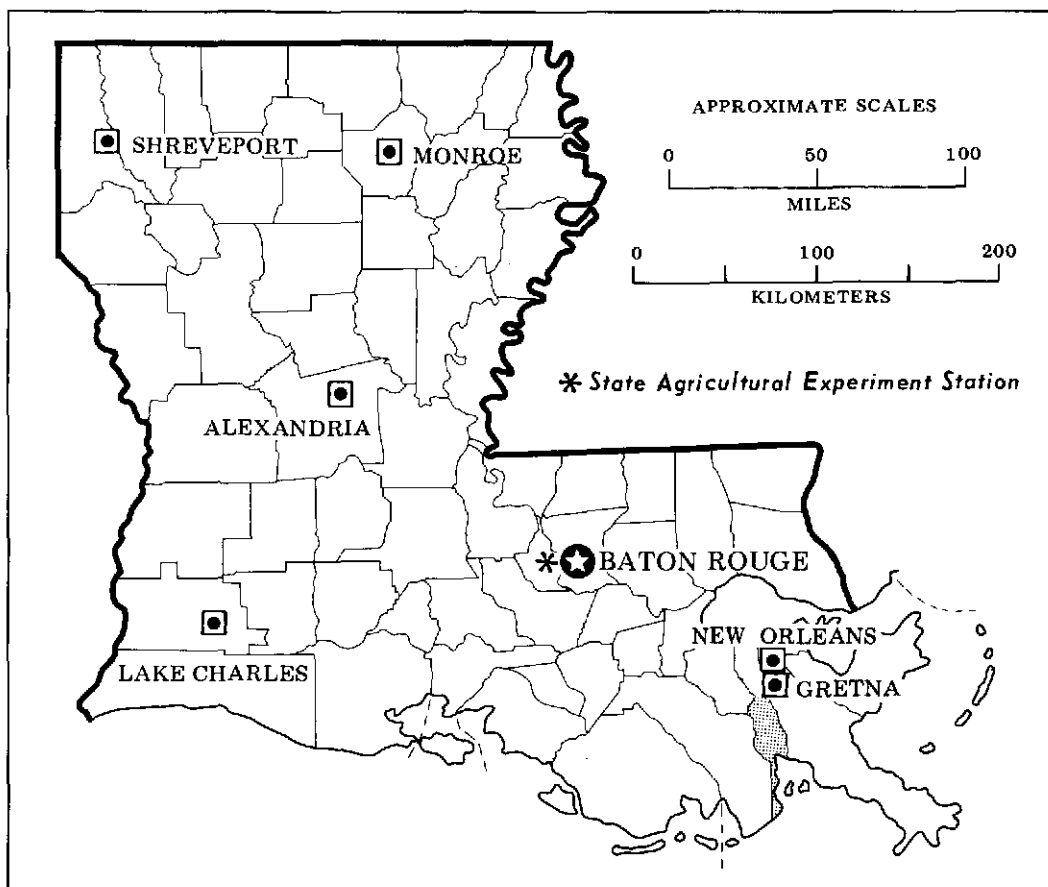 APPROXIMATE SCALES
0 50 100
MILES
0 100 200
KILOMETERS
* State Agricultural Experiment Station
SHREVEPORT
MONROE
ALEXANDRIA
BATON ROUGE
LAKE CHARLES
NEW ORLEANS
GRETNA